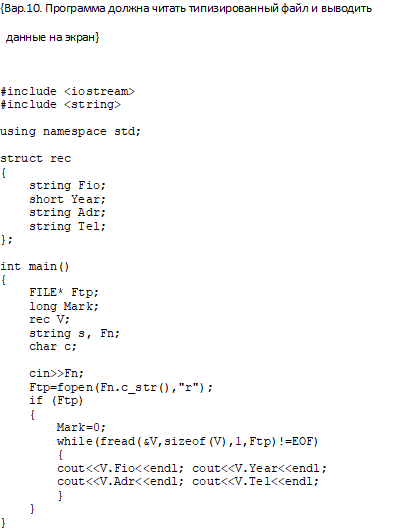 {Вар.10. Программа должна читать типизированный файл и выводить
данные на экран}
#include <iostream>
#include <string>
using namespace std;
struct rec
{
string Fio;
short Year;
string Adr;
string Tel;
};
int main()
{
FILE* Ftp;
long Mark;
rec V;
string s, Fn;
char c;
cin>>Fn;
Ftp=fopen(Fn.c_str(),"r");
if (Ftp)
{
Mark=0;
while(fread(&V,sizeof(V),1,Ftp)!=EOF)
{
cout<<V.Fio<<endl; cout<<V.Year<<endl;
cout<<V.Adr<<endl; cout<<V.Tel<<endl;
}
}
}